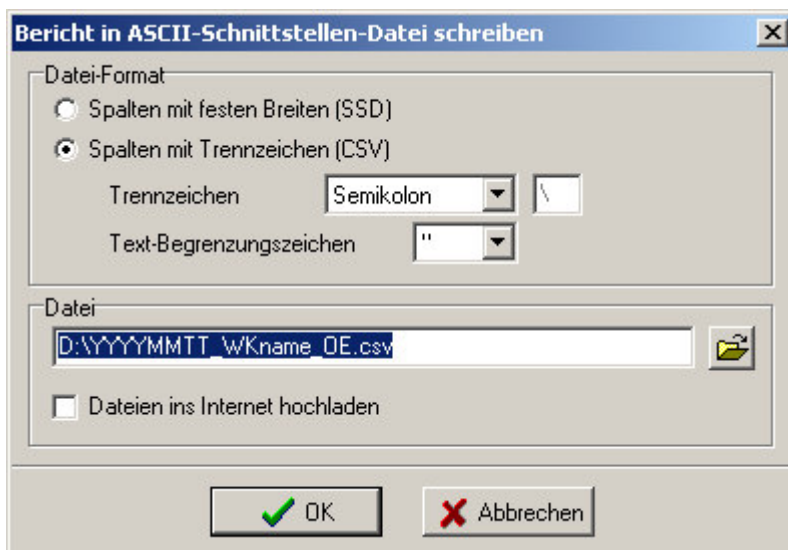 Bericht in ASCII-Schnittstellen-Datei schreiben
Datei-Format
Spalten mit festen Breiten (SSD)
Spalten mit Trennzeichen (CSV)
Trennzeichen Semikolon \
Text-Begrenzungszeichen "
Datei
D:\YYYYMMTT_WKname_OE.csv
Dateien ins Internet hochladen
OK Abbrechen